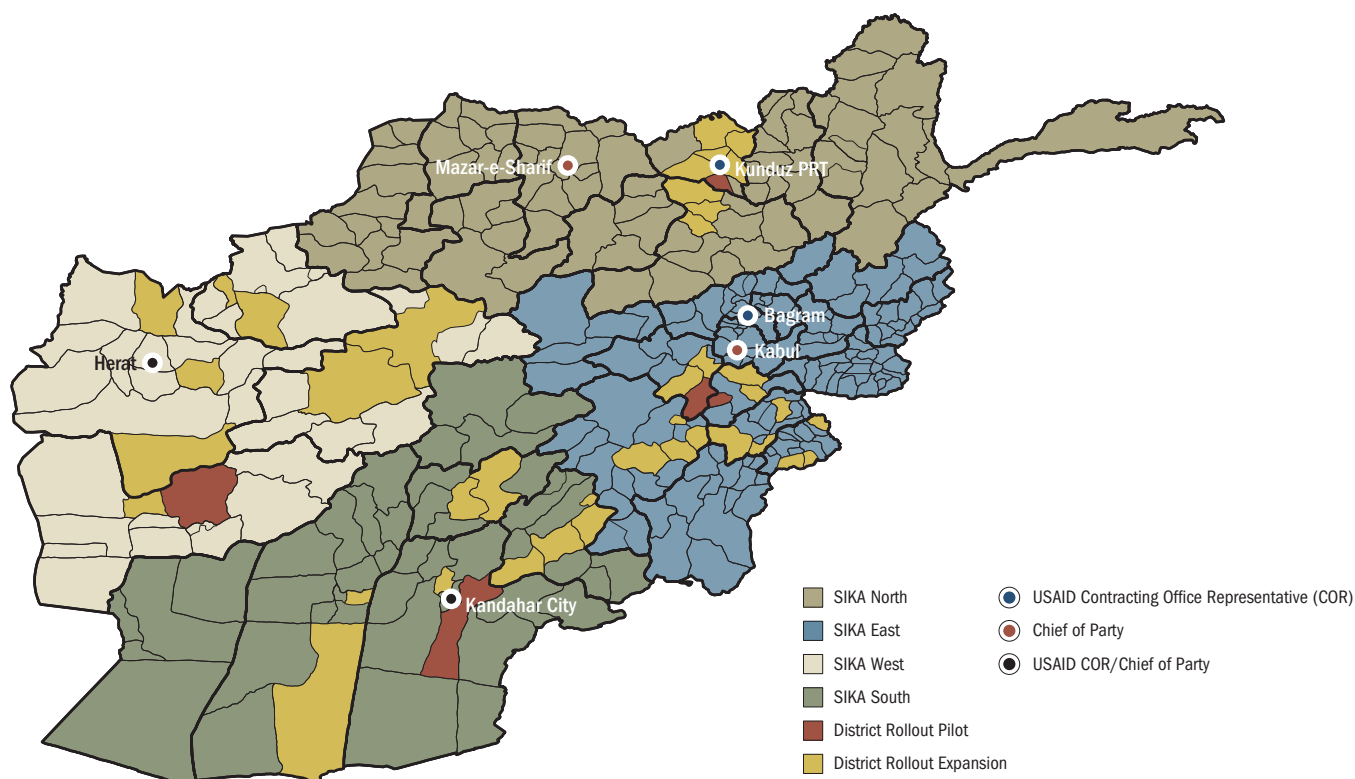 Mazar-e-Sharif
Kunduz PRT
Bagram
Kabul
Herat
Kandahar City
SIKA North
SIKA East
SIKA West
SIKA South
District Rollout Pilot
District Rollout Expansion
USAID Contracting Office Representative (COR)
Chief of Party
USAID COR/Chief of Party